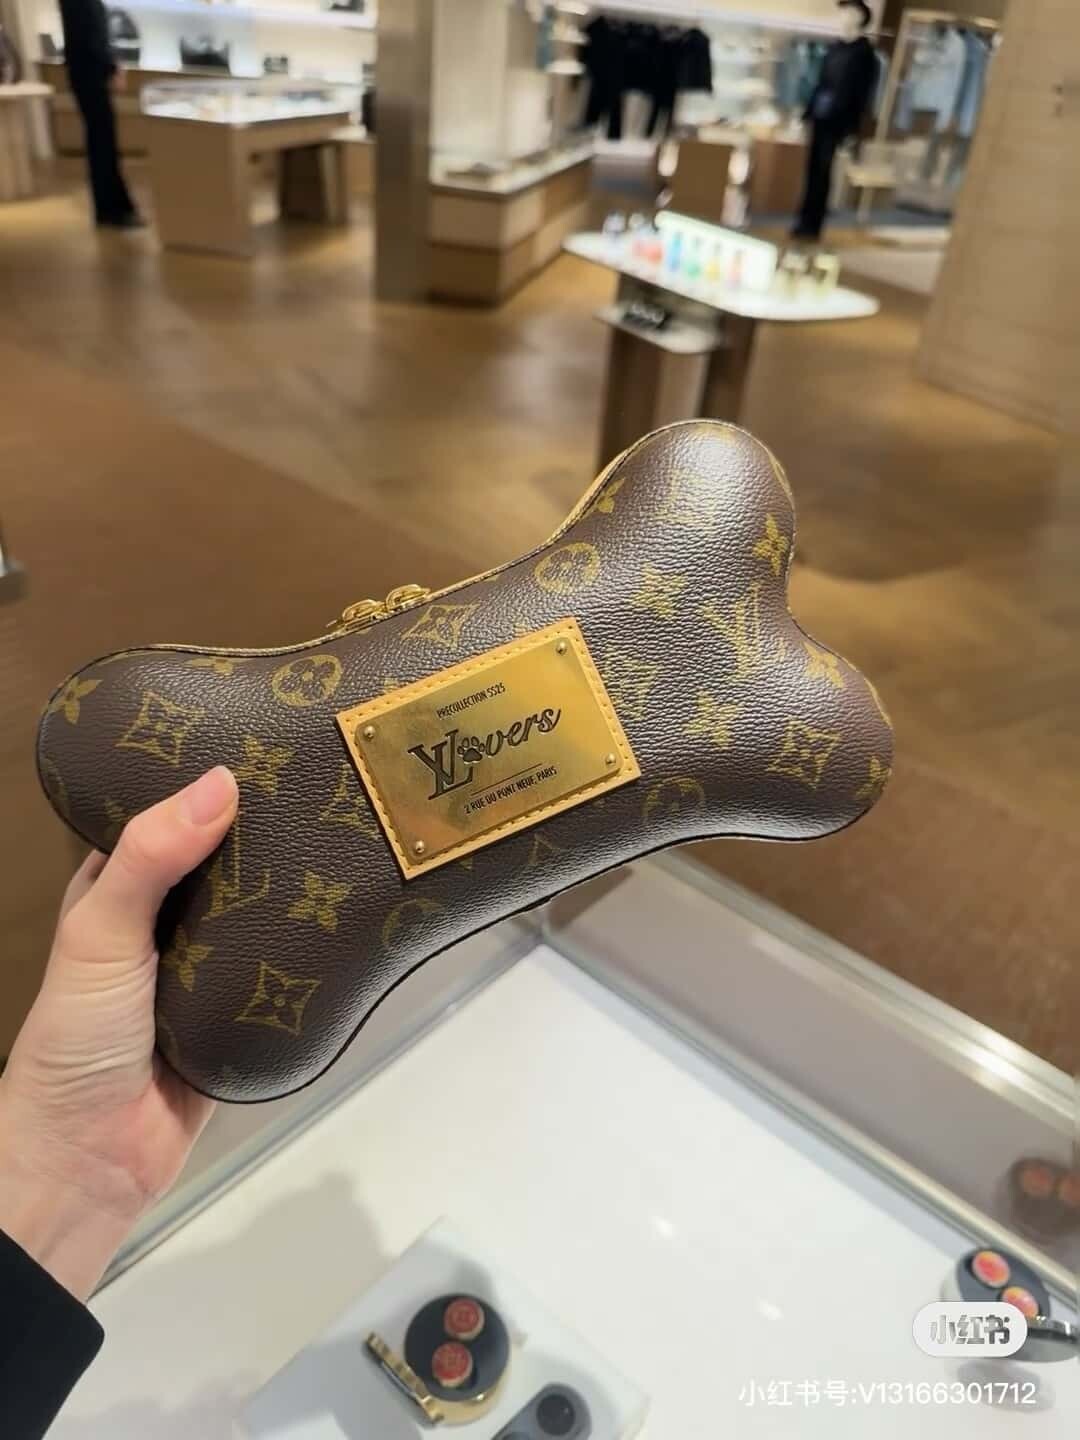 PRECOLLECTION SS25
LVovers
2 RUE DU PONT NEUF, PARIS
小红书
小红书号:V13166301712